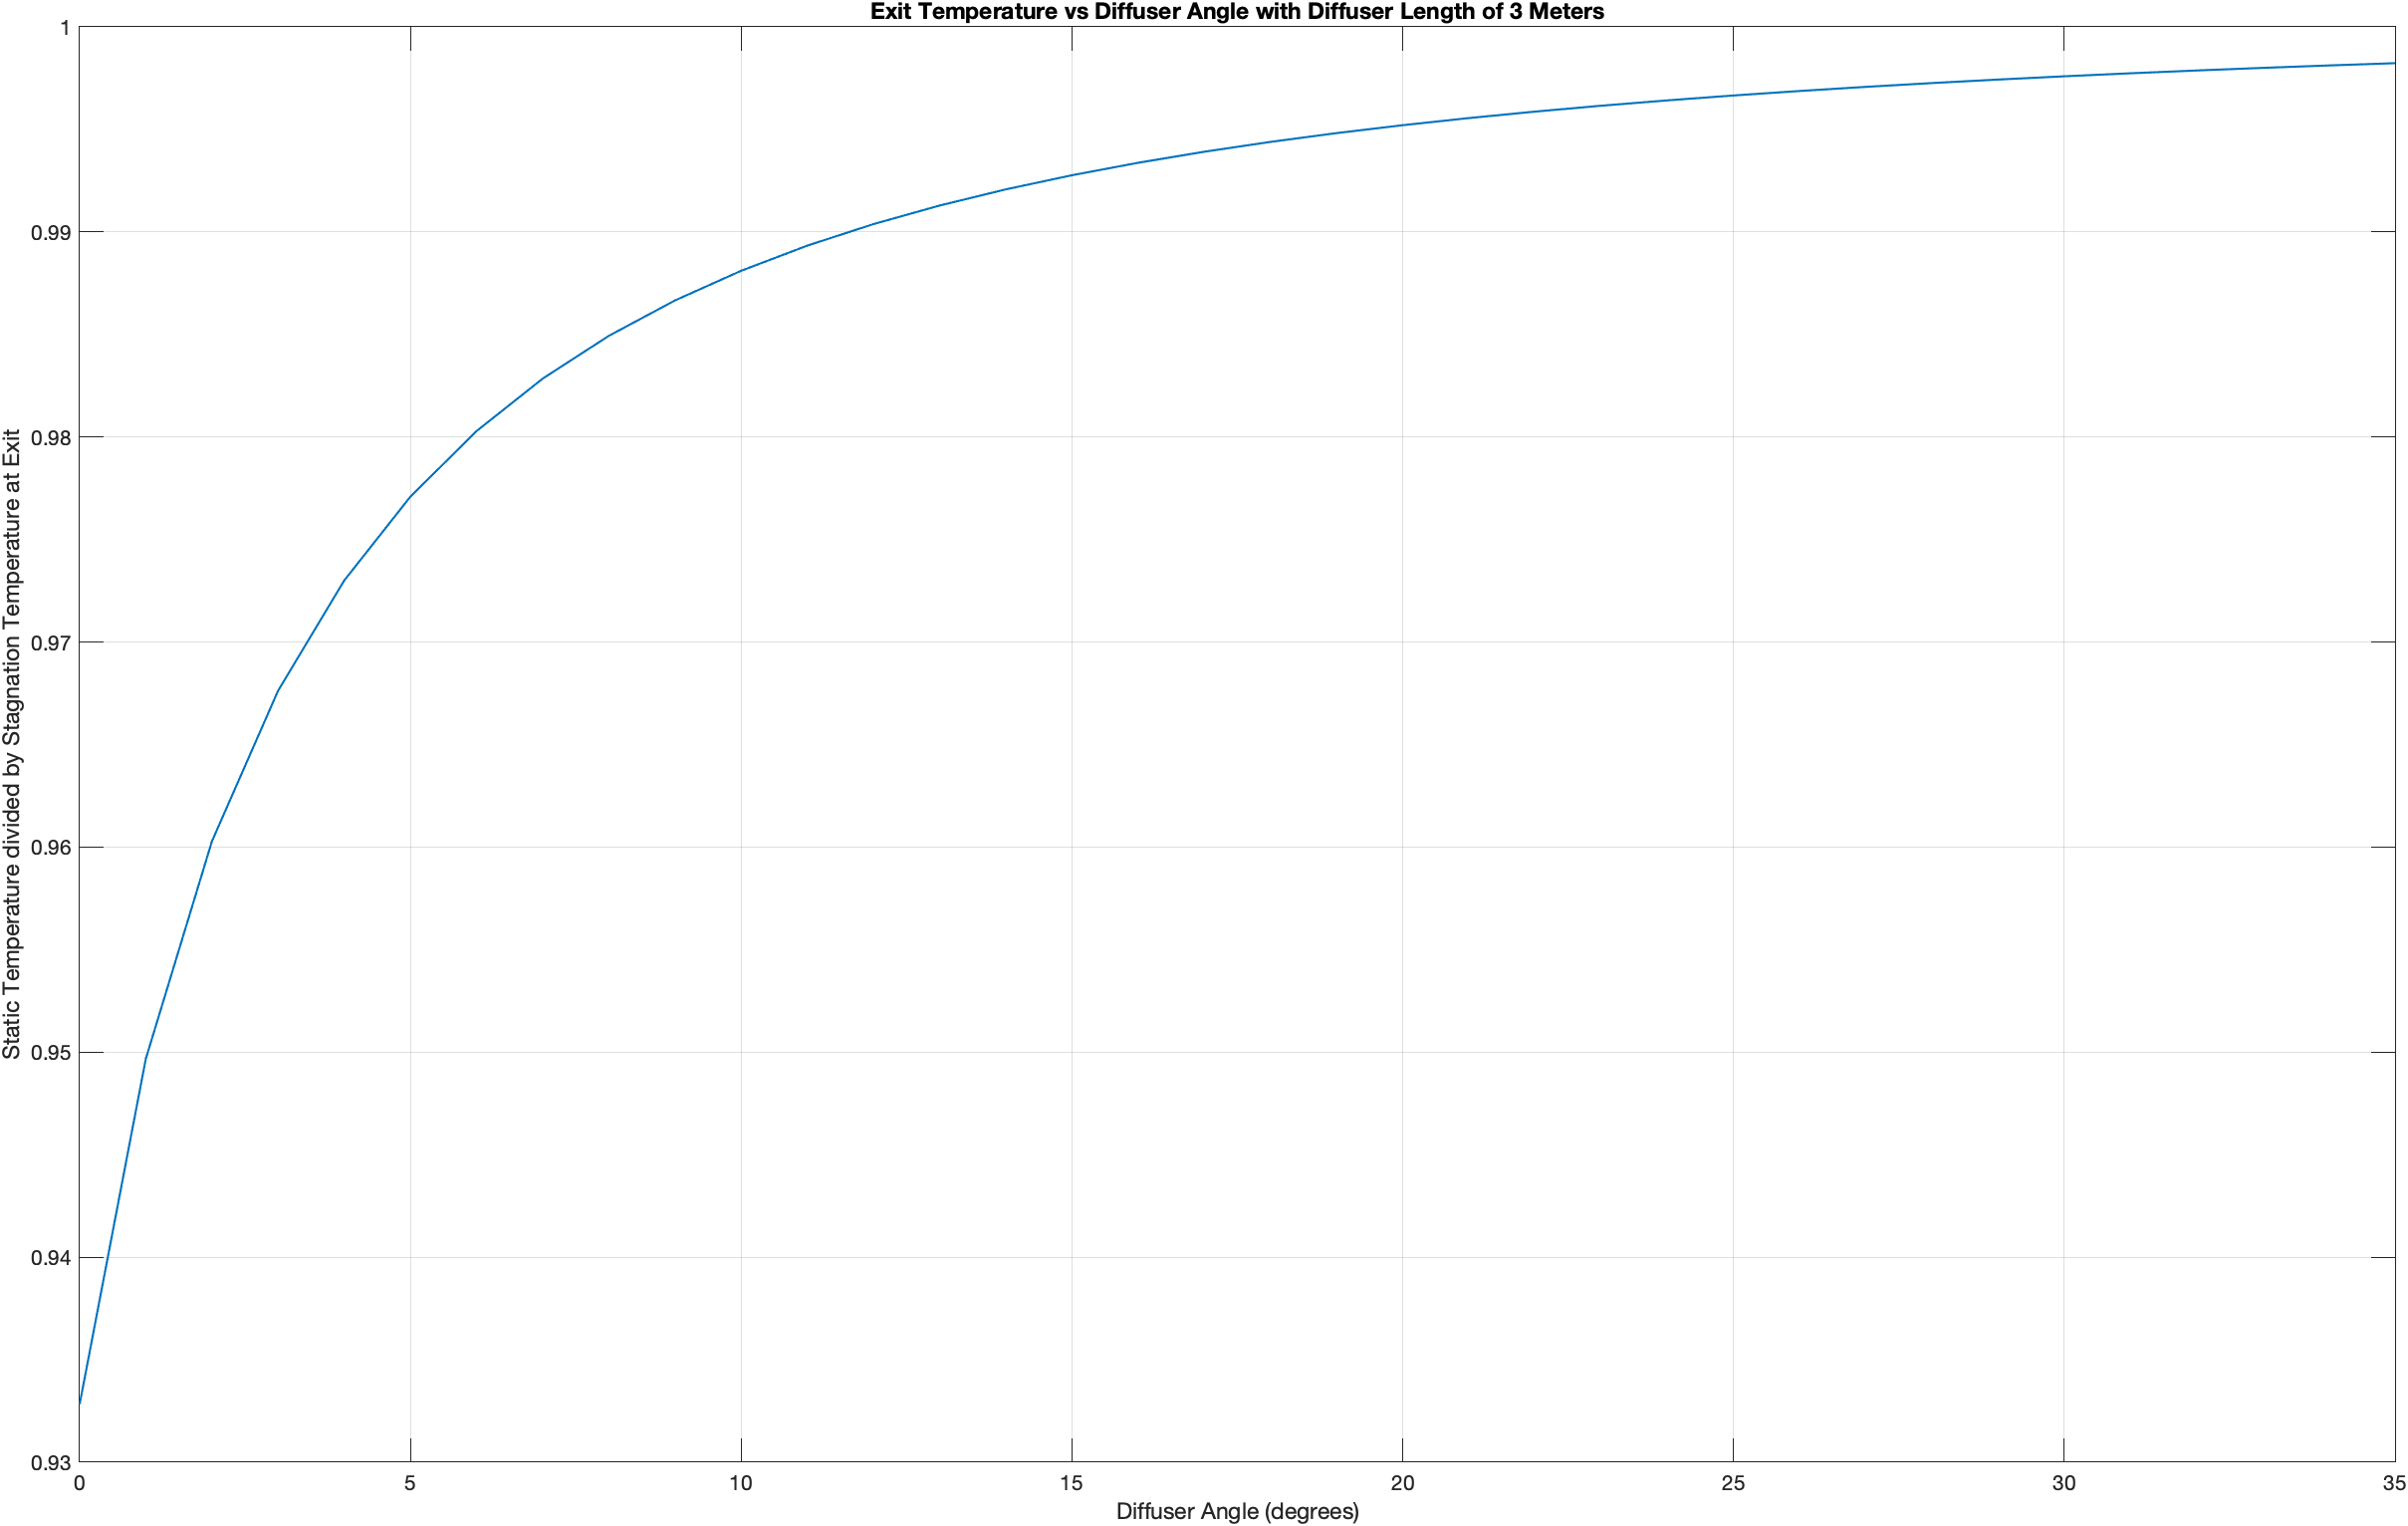 Exit Temperature vs Diffuser Angle with Diffuser Length of 3 Meters
Static Temperature divided by Stagnation Temperature at Exit
1
0.99
0.98
0.97
0.96
0.95
0.94
0.93
0 5 10 15 20 25 30 35
Diffuser Angle (degrees)